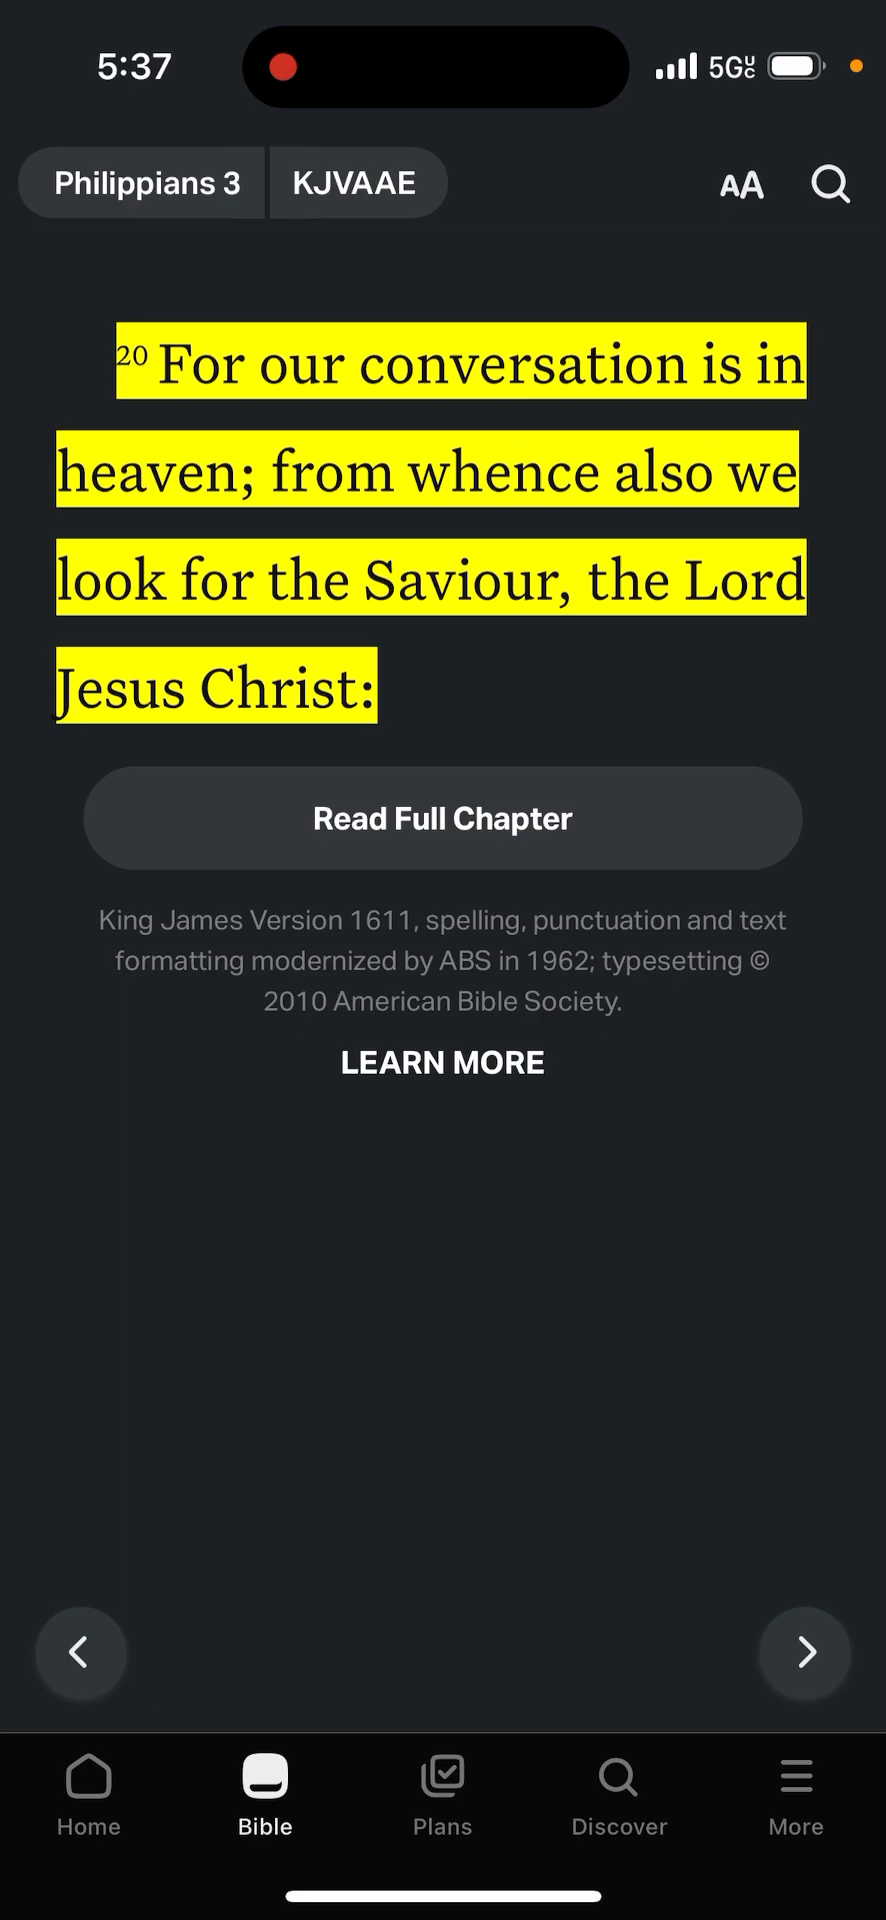 5:37
5G UC
Philippians 3 KJVAAE AA
20 For our conversation is in
heaven; from whence also we
look for the Saviour, the Lord
Jesus Christ:
Read Full Chapter
King James Version 1611, spelling, punctuation and text
formatting modernized by ABS in 1962; typesetting ©
2010 American Bible Society.
LEARN MORE
Home Bible Plans Discover More